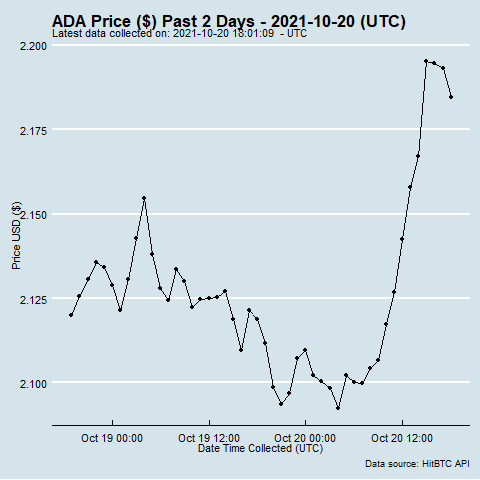 ADA Price ($) Past 2 Days - 2021-10-20 (UTC)
Latest data collected on: 2021-10-20 18:01:09 - UTC
2.200
2.175
2.150
2.125
2.100
Price USD ($)
Oct 19 00:00
Oct 19 12:00
Oct 20 00:00
Oct 20 12:00
Date Time Collected (UTC)
Data source: HitBTC API